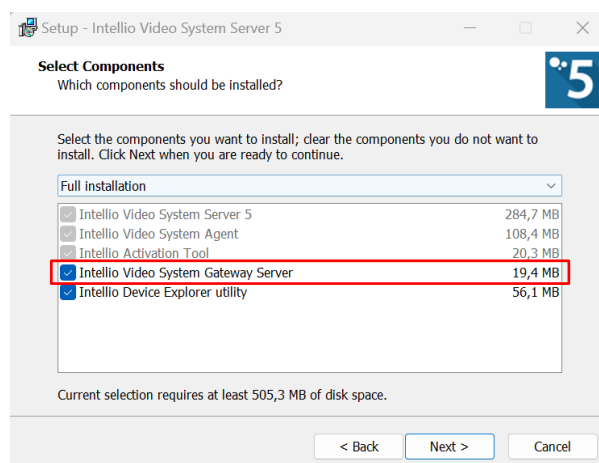 Setup - Intellio Video System Server 5
Select Components
Which components should be installed?
5
Select the components you want to install; clear the components you do not want to
install. Click Next when you are ready to continue.
Full installation
Intellio Video System Server 5 284,7 MB
Intellio Video System Agent 108,4 MB
Intellio Activation Tool 20,3 MB
Intellio Video System Gateway Server 19,4 MB
Intellio Device Explorer utility 56,1 MB
Current selection requires at least 505,3 MB of disk space.
< Back Next > Cancel